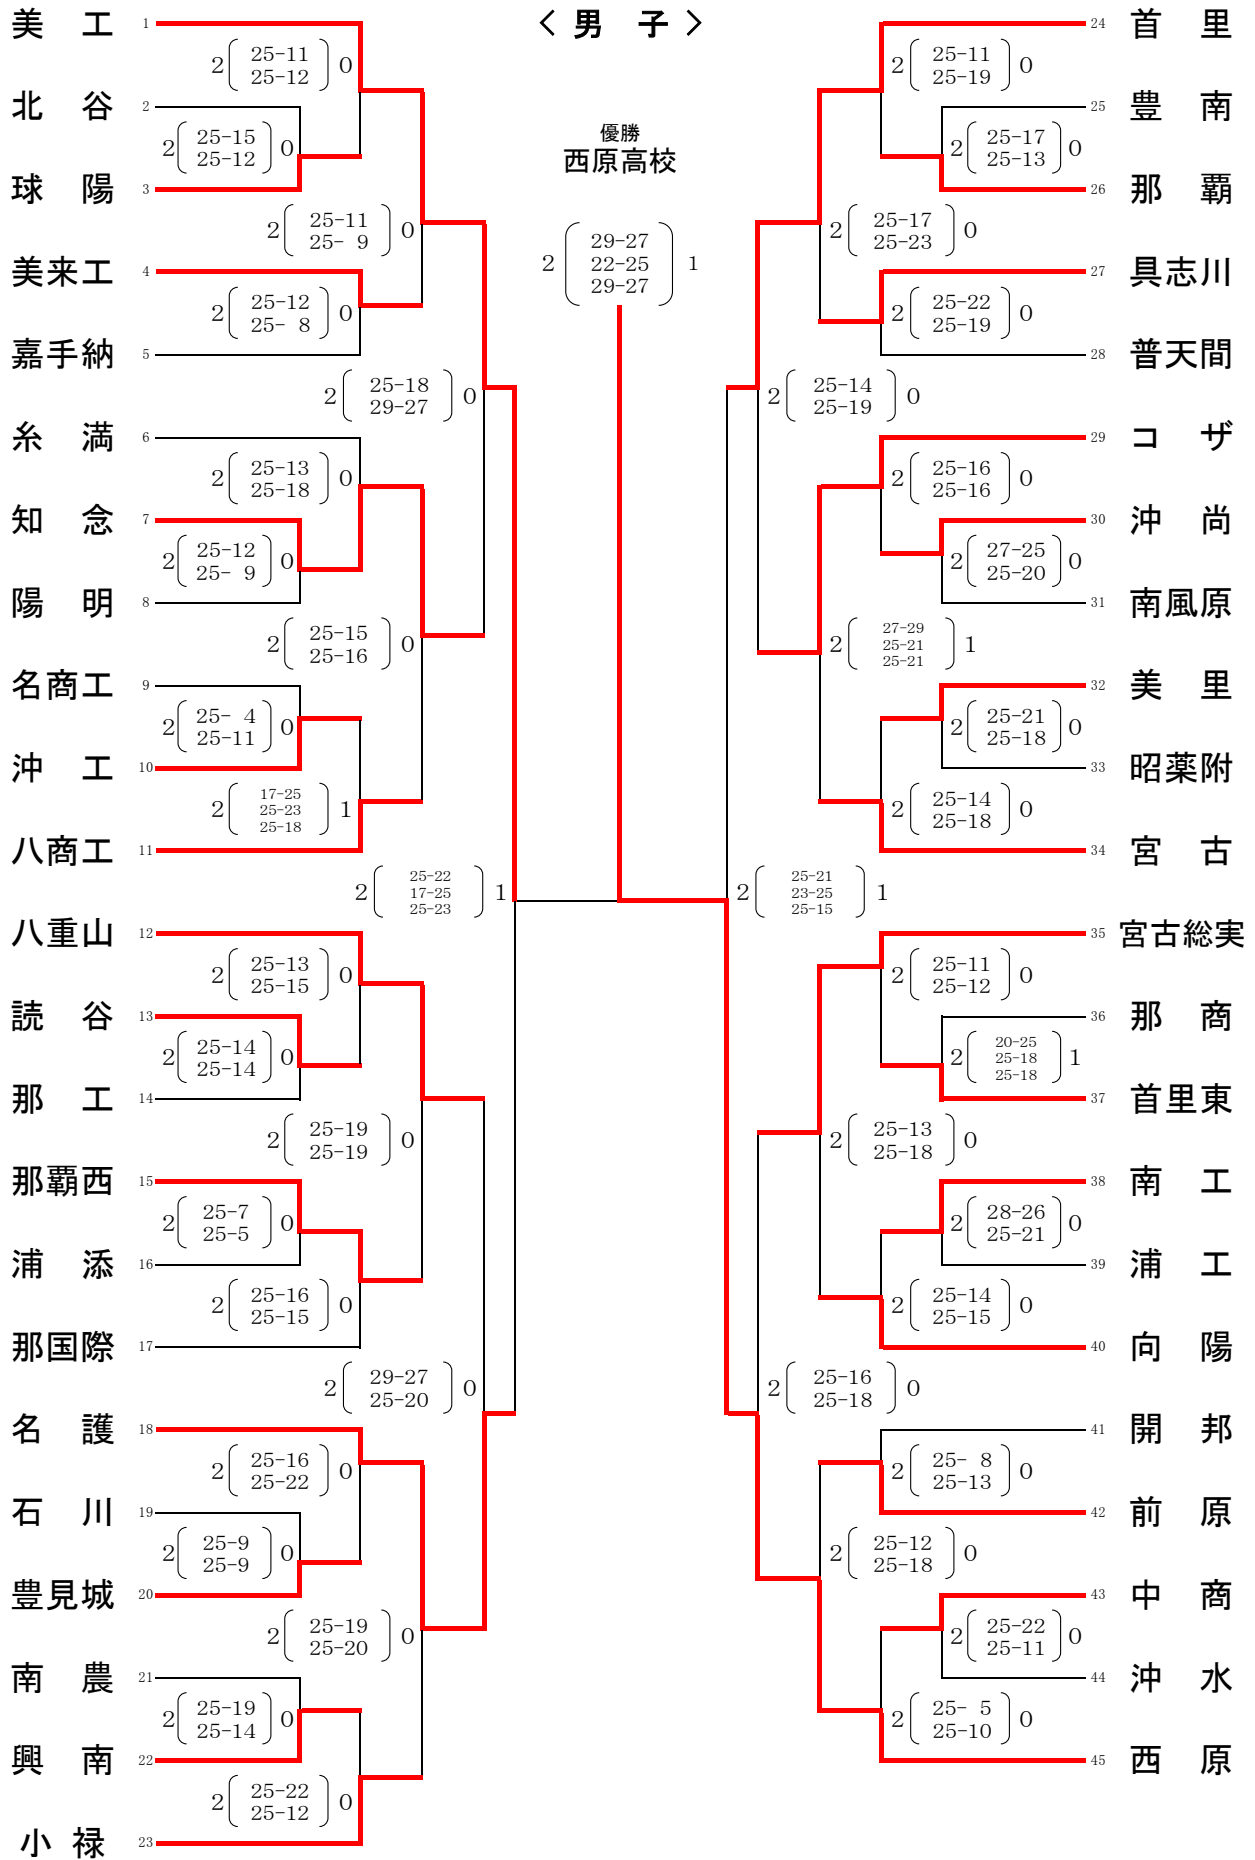 < 男 子 >
優勝
西原高校
2 29-27 1
22-25
29-27
美 工 1
2 25-11 0
25-12
北 谷 2
2 25-15 0
25-12
球 陽 3
2 25-11 0
25- 9
美来工 4
2 25-12 0
25- 8
嘉手納 5
2 25-18 0
29-27
糸 満 6
2 25-13 0
25-18
知 念 7
2 25-12 0
25- 9
陽 明 8
2 25-15 0
25-16
名商工 9
2 25- 4 0
25-11
沖 工 10
2 17-25 1
25-23
25-18
八商工 11
2 25-22 1
17-25
25-23
八重山 12
2 25-13 0
25-15
読 谷 13
2 25-14 0
25-14
那 工 14
2 25-19 0
25-19
那覇西 15
2 25-7 0
25-5
浦 添 16
2 25-16 0
25-15
那国際 17
2 29-27 0
25-20
名 護 18
2 25-16 0
25-22
石 川 19
2 25-9 0
25-9
豊見城 20
2 25-19 0
25-20
南 農 21
2 25-19 0
25-14
興 南 22
2 25-22 0
25-12
小 禄 23
24 首 里
2 25-11 0
25-19
25 豊 南
2 25-17 0
25-13
26 那 覇
2 25-17 0
25-23
27 具志川
2 25-22 0
25-19
28 普天間
2 25-14 0
25-19
29 コ ザ
2 25-16 0
25-16
30 沖 尚
2 27-25 0
25-20
31 南風原
2 27-29 1
25-21
25-21
32 美 里
2 25-21 0
25-18
33 昭薬附
2 25-14 0
25-18
34 宮 古
2 25-21 1
23-25
25-15
35 宮古総実
2 25-11 0
25-12
36 那 商
2 20-25 1
25-18
25-18
37 首里東
2 25-13 0
25-18
38 南 工
2 28-26 0
25-21
39 浦 工
2 25-14 0
25-15
40 向 陽
2 25-16 0
25-18
41 開 邦
2 25- 8 0
25-13
42 前 原
2 25-12 0
25-18
43 中 商
2 25-22 0
25-11
44 沖 水
2 25- 5 0
25-10
45 西 原